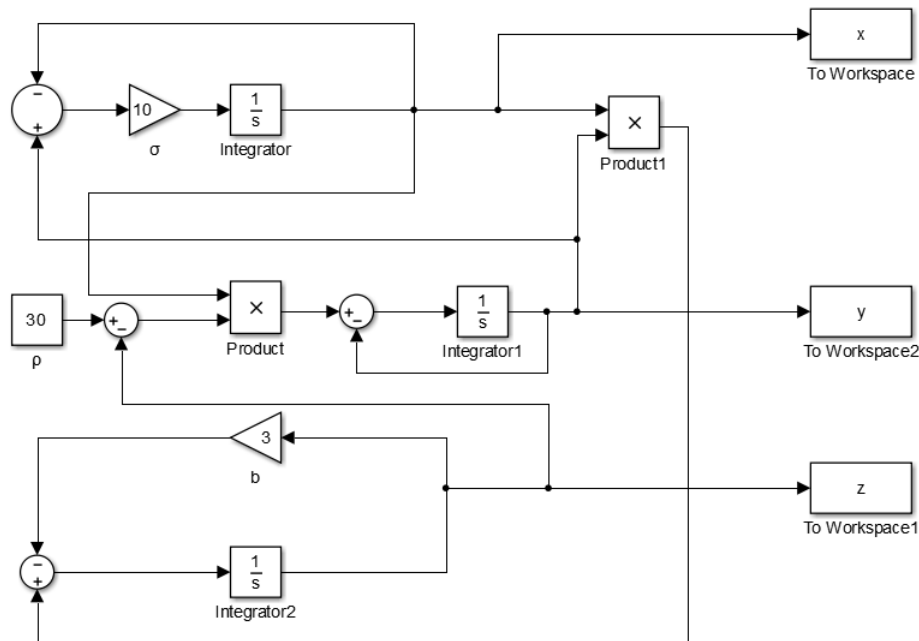 x
To Workspace
−
+
10
σ
1
s
Integrator
×
Product1
30
ρ
+
−
×
Product
+
−
1
s
Integrator1
y
To Workspace2
3
b
z
To Workspace1
−
+
1
s
Integrator2